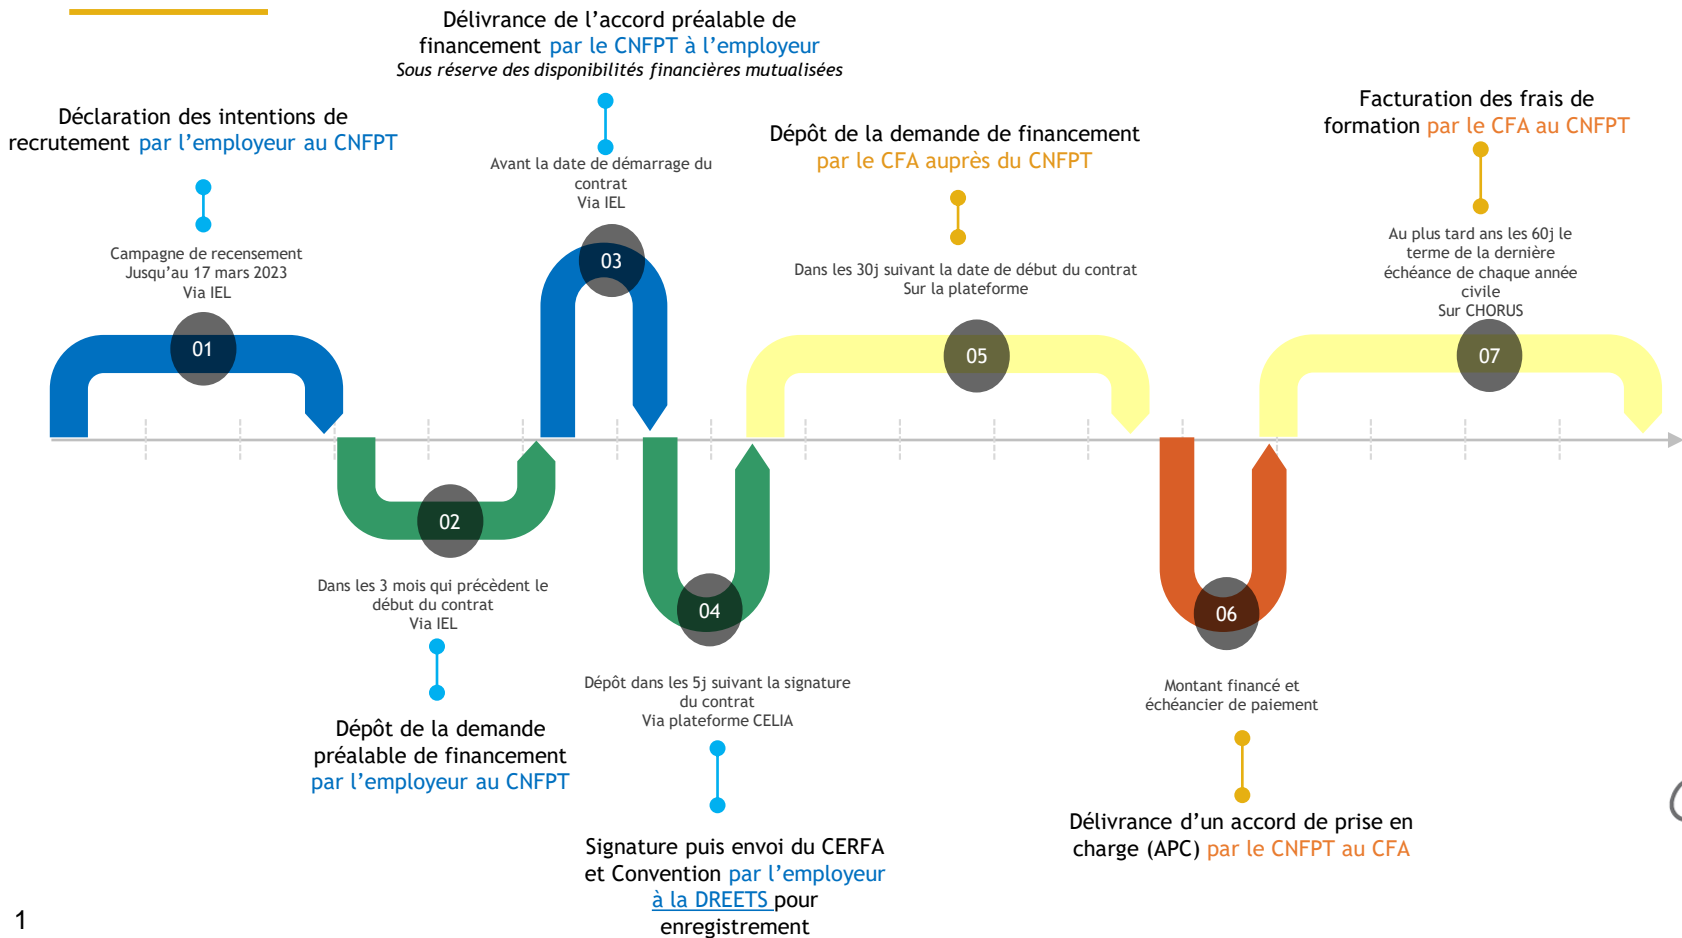 Déclaration des intentions de
recrutement par l’employeur au CNFPT
Campagne de recensement
Jusqu’au 17 mars 2023
Via IEL
01
02
Dans les 3 mois qui précèdent le
début du contrat
Via IEL
Dépôt de la demande
préalable de financement
par l’employeur au CNFPT
Délivrance de l’accord préalable de
financement par le CNFPT à l’employeur
Sous réserve des disponibilités financières mutualisées
Avant la date de démarrage du
contrat
Via IEL
03
04
Dépôt dans les 5j suivant la signature
du contrat
Via plateforme CELIA
Signature puis envoi du CERFA
et Convention par l’employeur
à la DREETS pour
enregistrement
Dépôt de la demande de financement
par le CFA auprès du CNFPT
Dans les 30j suivant la date de début du contrat
Sur la plateforme
05
06
Montant financé et
échéancier de paiement
Délivrance d’un accord de prise en
charge (APC) par le CNFPT au CFA
Facturation des frais de
formation par le CFA au CNFPT
Au plus tard ans les 60j le
terme de la dernière
échéance de chaque année
civile
Sur CHORUS
07
1